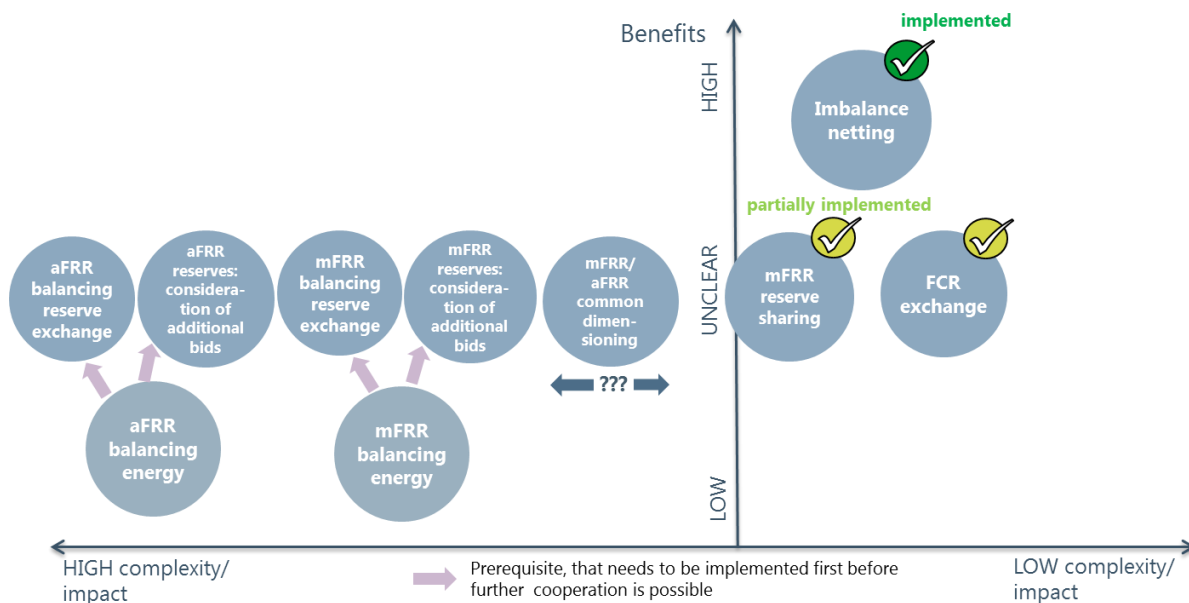 implemented
Benefits
HIGH
Imbalance
netting
partially implemented
aFRR
balancing
reserve
exchange
aFRR
reserves:
considera-
tion of
additional
bids
mFRR
balancing
reserve
exchange
mFRR
reserves:
considera-
tion of
additional
bids
mFRR/
aFRR
common
dimen-
sioning
UNCLEAR
mFRR
reserve
sharing
FCR
exchange
???
aFRR
balancing
energy
mFRR
balancing
energy
LOW
HIGH complexity/
impact
Prerequisite, that needs to be implemented first before
further cooperation is possible
LOW complexity/
impact